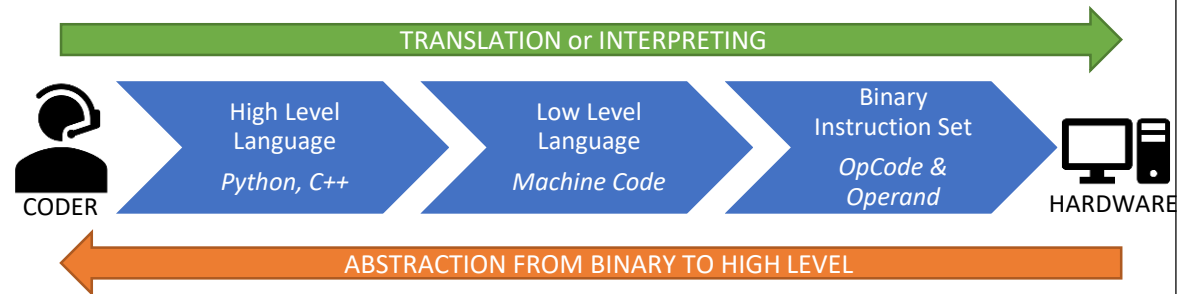 TRANSLATION or INTERPRETING
High Level
Language
Python, C++
Low Level
Language
Machine Code
Binary
Instruction Set
OpCode &
Operand
CODER
HARDWARE
ABSTRACTION FROM BINARY TO HIGH LEVEL